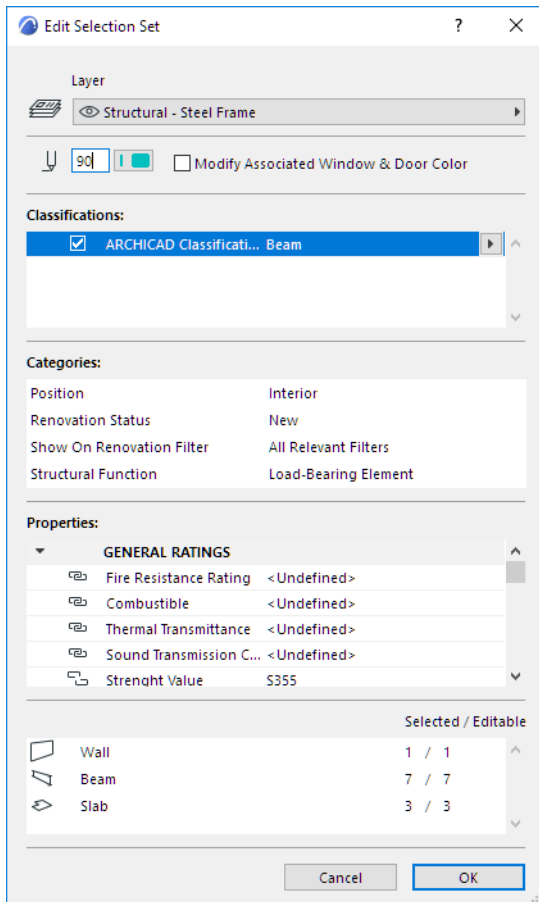 Edit Selection Set
?
Layer
Structural - Steel Frame
90
Modify Associated Window & Door Color
Classifications:
ARCHICAD Classificati... Beam
Categories:
Position Interior
Renovation Status New
Show On Renovation Filter All Relevant Filters
Structural Function Load-Bearing Element
Properties:
GENERAL RATINGS
Fire Resistance Rating <Undefined>
Combustible <Undefined>
Thermal Transmittance <Undefined>
Sound Transmission C... <Undefined>
Strenght Value S355
Selected / Editable
Wall 1 / 1
Beam 7 / 7
Slab 3 / 3
Cancel OK